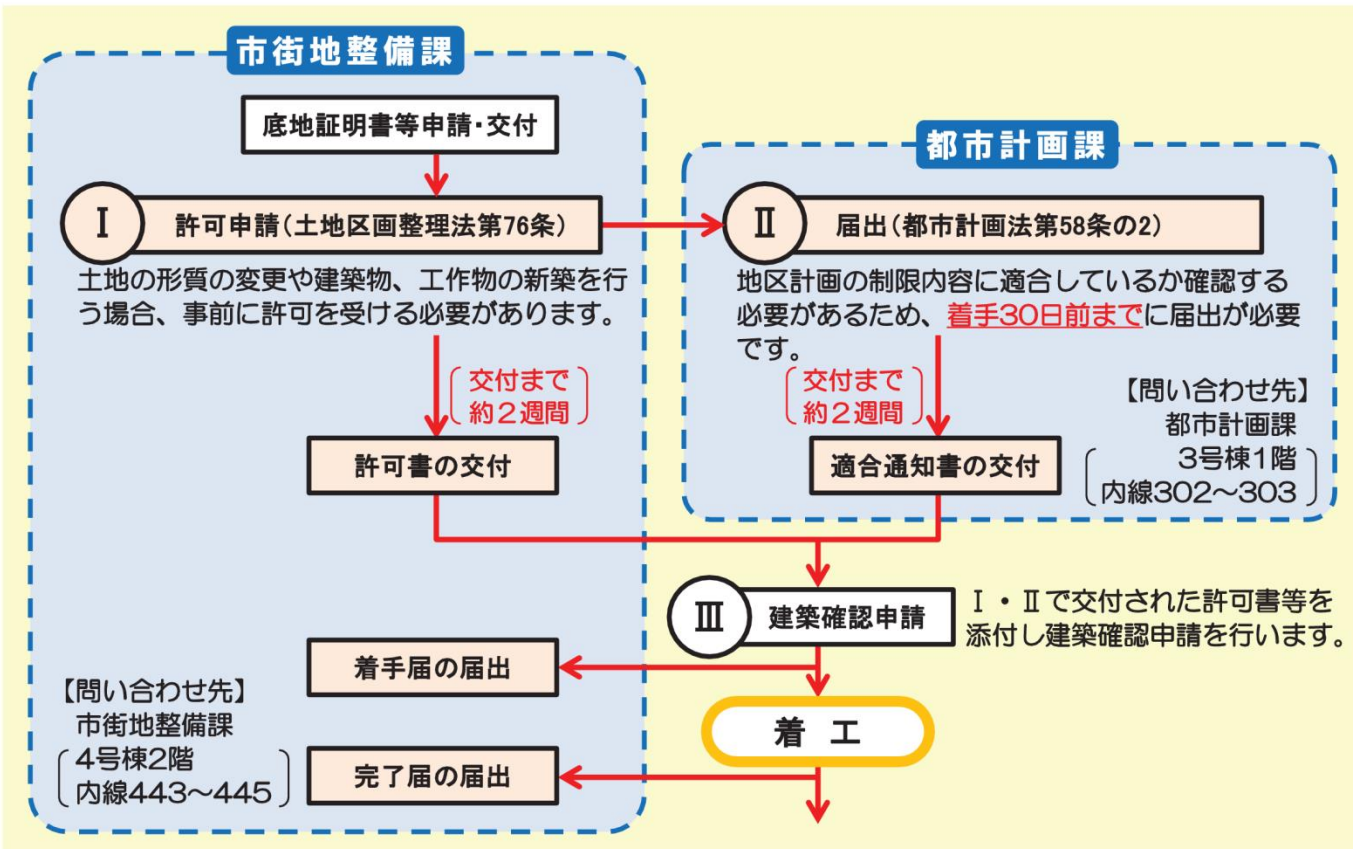 市街地整備課
底地証明書等申請・交付
Ⅰ 許可申請(土地区画整理法第76条)
土地の形質の変更や建築物、工作物の新築を行
う場合、事前に許可を受ける必要があります。
交付まで
約2週間
許可書の交付
都市計画課
Ⅱ 届出(都市計画法第58条の2)
地区計画の制限内容に適合しているか確認する
必要があるため、着手30日前までに届出が必要
です。
交付まで
約2週間
適合通知書の交付
【問い合わせ先】
都市計画課
3号棟1階
内線302~303
Ⅲ 建築確認申請
Ⅰ・Ⅱで交付された許可書等を
添付し建築確認申請を行います。
着手届の届出
着 工
完了届の届出
【問い合わせ先】
市街地整備課
4号棟2階
内線443~445